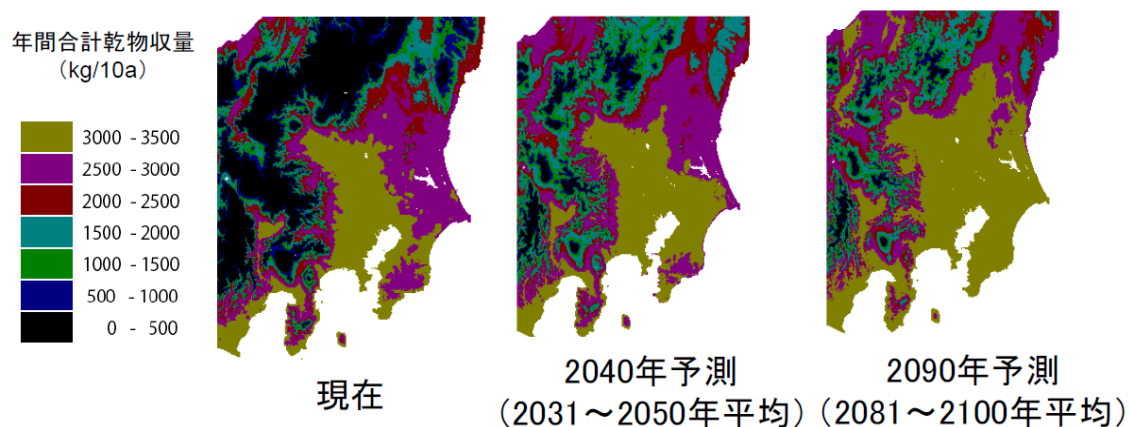 年間合計乾物収量
（kg/10a）
3000 - 3500
2500 - 3000
2000 - 2500
1500 - 2000
1000 - 1500
500 - 1000
0 - 500
現在
2040年予測
（2031～2050年平均）
2090年予測
（2081～2100年平均）